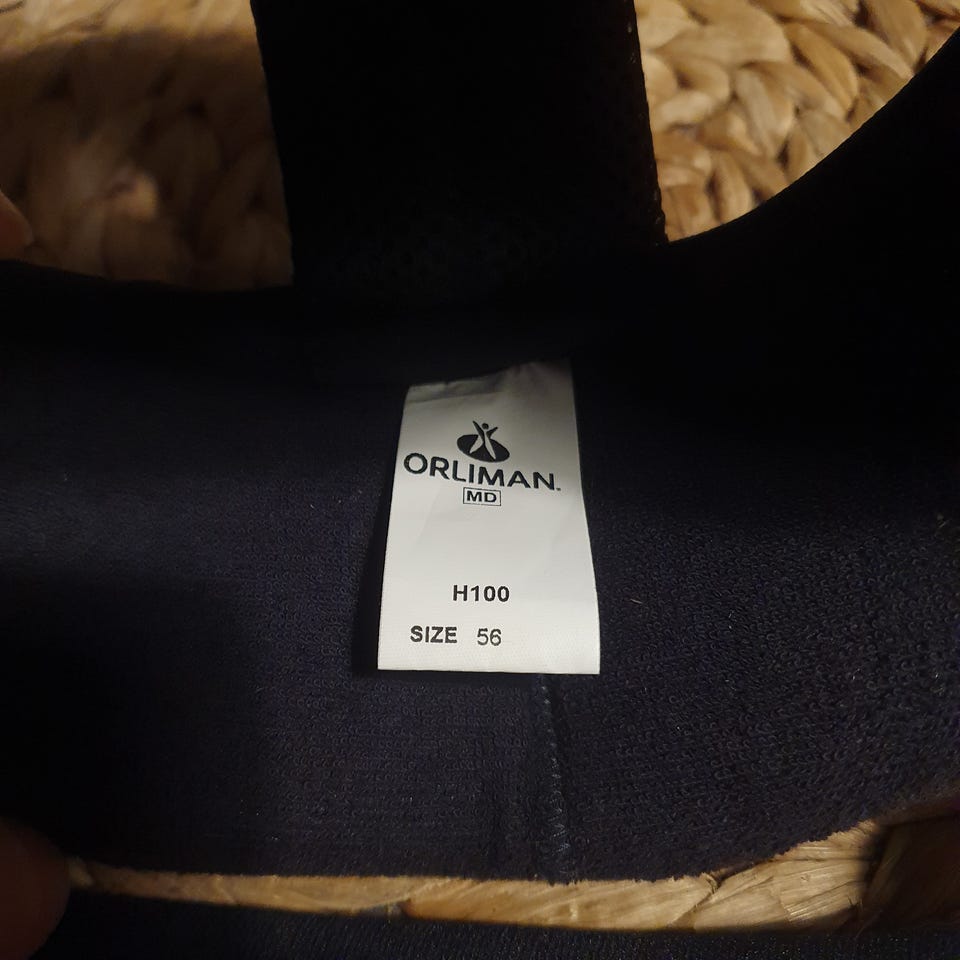 ORLIMAN.
MD
H100
SIZE 56